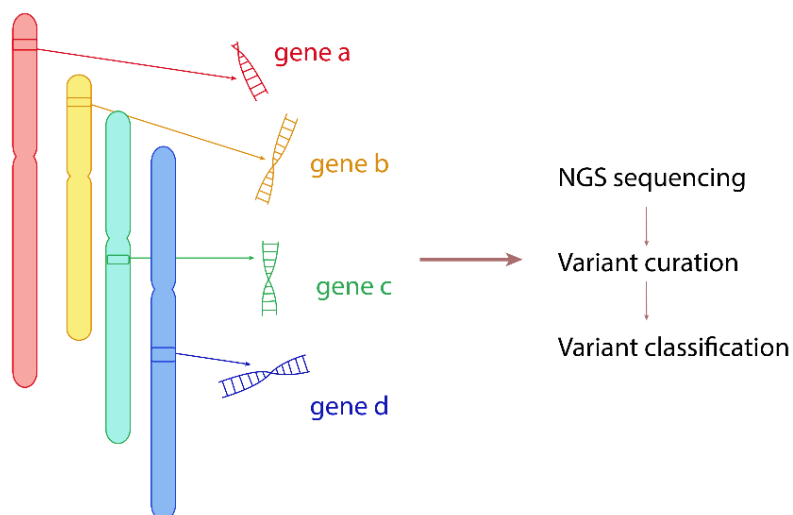 gene a
gene b
gene c
gene d
NGS sequencing
Variant curation
Variant classification